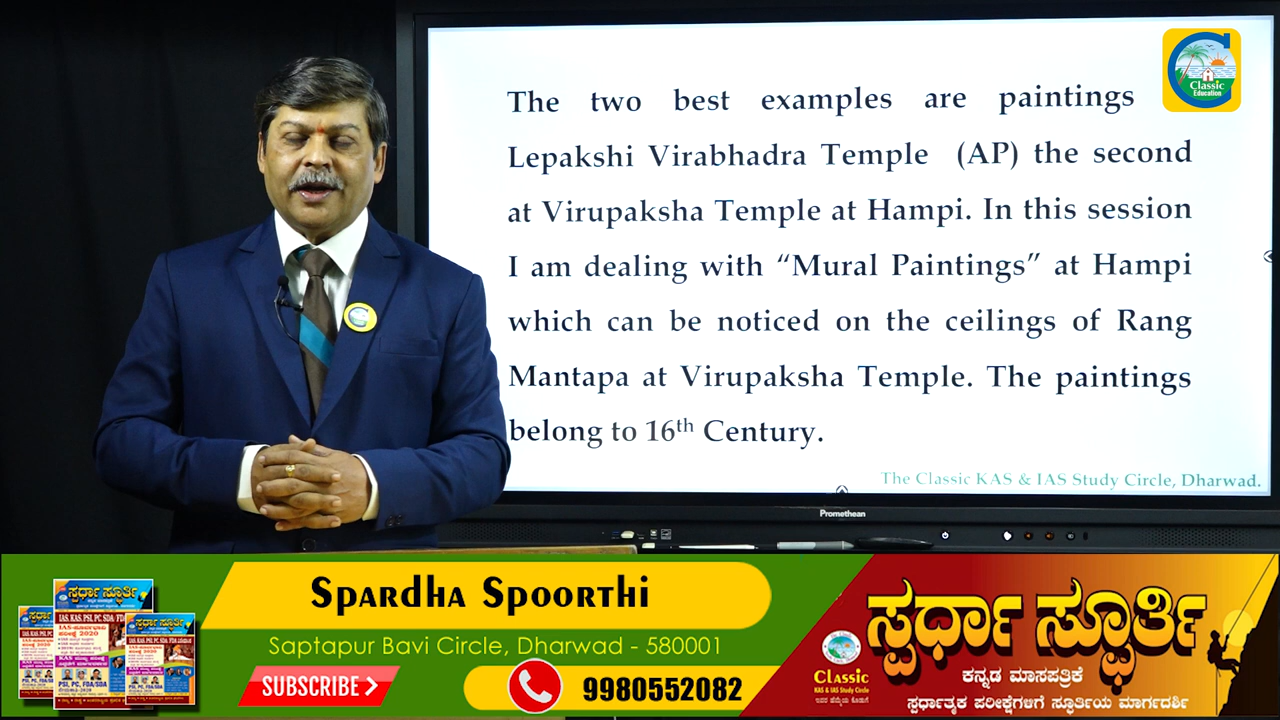 The two best examples are paintings
Lepakshi Virabhadra Temple (AP) the second
at Virupaksha Temple at Hampi. In this session
I am dealing with “Mural Paintings” at Hampi
which can be noticed on the ceilings of Rang
Mantapa at Virupaksha Temple. The paintings
belong to 16th Century.
The Classic KAS & IAS Study Circle, Dharwad.
Classic
Education
Promethean
Spardha Spoorthi
Saptapur Bavi Circle, Dharwad - 580001
SUBSCRIBE
9980552082
ಸ್ಪರ್ಧಾ ಸ್ಫೂರ್ತಿ
Classic
KAS & IAS Study Circle
ಇವರ ಹೆಮ್ಮೆಯ ಕೊಡುಗೆ
ಕನ್ನಡ ಮಾಸಪತ್ರಿಕೆ
ಸ್ಪರ್ಧಾತ್ಮಕ ಪರೀಕ್ಷೆಗಳಿಗೆ ಸ್ಫೂರ್ತಿಯ ಮಾರ್ಗದರ್ಶಿ
ಸ್ಪರ್ಧಾ ಸ್ಫೂರ್ತಿ